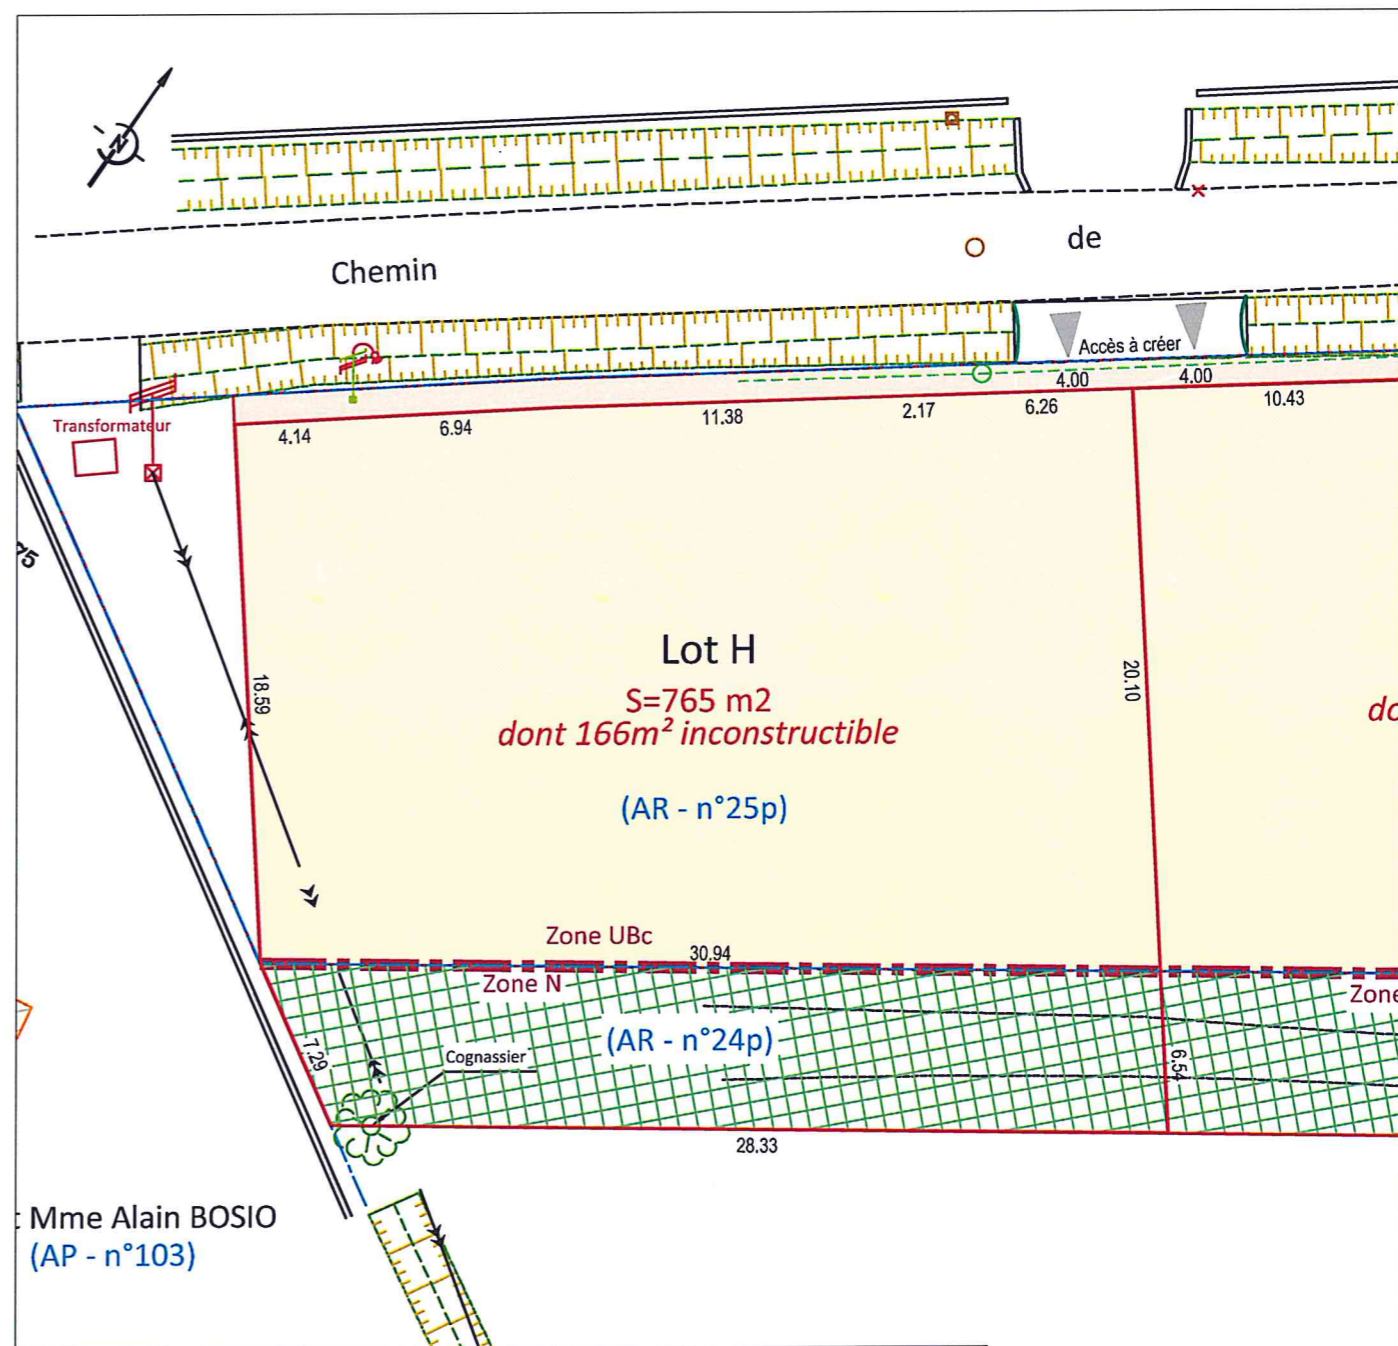 N
Chemin
de
Accès à créer
4.00
4.00
Transformateur
4.14
6.94
11.38
2.17
6.26
10.43
Lot H
S=765 m2
dont 166m² inconstructible
18.59
20.10
do
(AR - n°25p)
Zone UBc
30.94
Zone N
Zone
(AR - n°24p)
Cognassier
7.29
6.54
28.33
Mme Alain BOSIO
(AP - n°103)